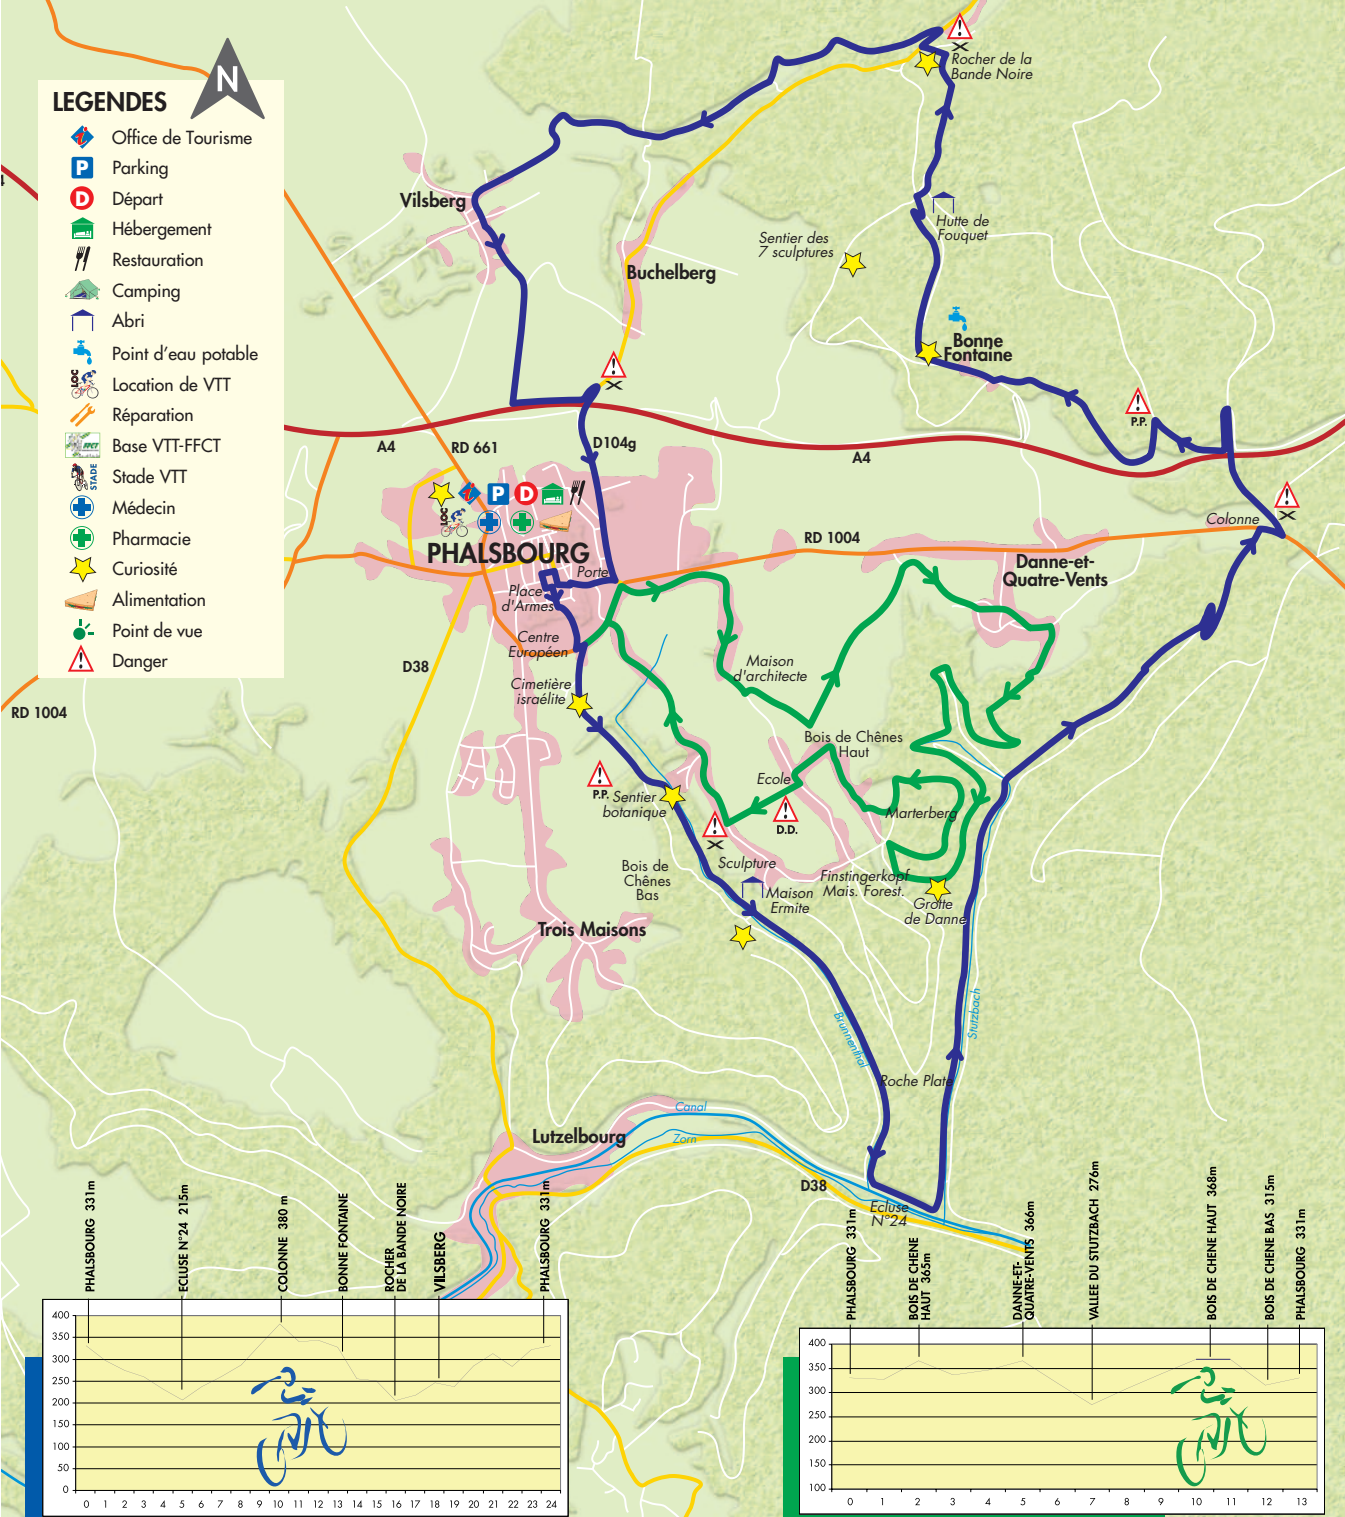 N
LEGENDES
Office de Tourisme
P Parking
D Départ
Hébergement
Restauration
Camping
Abri
Point d'eau potable
LOC Location de VTT
Réparation
FFCT Base VTT-FFCT
STADE Stade VTT
Médecin
Pharmacie
Curiosité
Alimentation
Point de vue
! Danger
Rocher de la
Bande Noire
Vilsberg
Hutte de
Fouquet
Sentier des
7 sculptures
Buchelberg
Bonne
Fontaine
P.P.
A4
RD 661
D104g
A4
P
D
LOC
PHALSBOURG
Colonne
RD 1004
Danne-et-
Quatre-Vents
Porte
Place
d'Armes
Centre
Européen
D38
Cimetière
israélite
Maison
d'architecte
RD 1004
Bois de Chênes
Haut
P.P.
Sentier
botanique
Ecole
D.D.
Marterberg
Bois de
Chênes
Bas
Sculpture
Maison
Ermite
Finstingerkopf
Mais. Forest.
Grotte
de Danne
Trois Maisons
Brunnenthal
Stutzbach
Roche Plate
Canal
Lutzelbourg
Zorn
D38
Ecluse
N°24
PHALSBOURG 331m
ECLUSE N°24 215m
COLONNE 380 m
BONNE FONTAINE
ROCHER
DE LA BANDE NOIRE
VILSBERG
PHALSBOURG 331m
400
350
300
250
200
150
100
50
0
0 1 2 3 4 5 6 7 8 9 10 11 12 13 14 15 16 17 18 19 20 21 22 23 24
PHALSBOURG 331m
BOIS DE CHENE
HAUT 365m
DANNE-ET-
QUATRE-VENTS 366m
VALLEE DU STUTZBACH 276m
BOIS DE CHENE HAUT 368m
BOIS DE CHENE BAS 315m
PHALSBOURG 331m
400
350
300
250
200
150
100
0 1 2 3 4 5 6 7 8 9 10 11 12 13